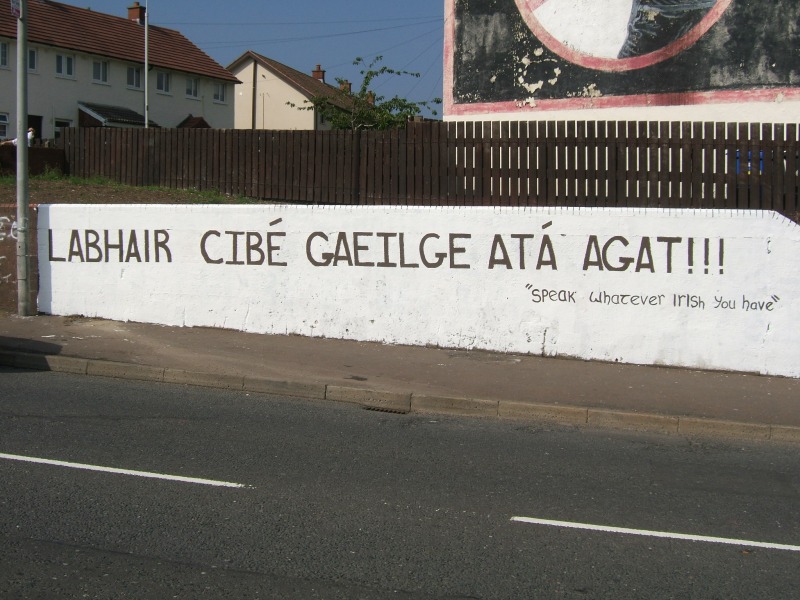 LABHAIR CIBÉ GAEILGE ATÁ AGAT!!!
"Speak whatever Irish you have"